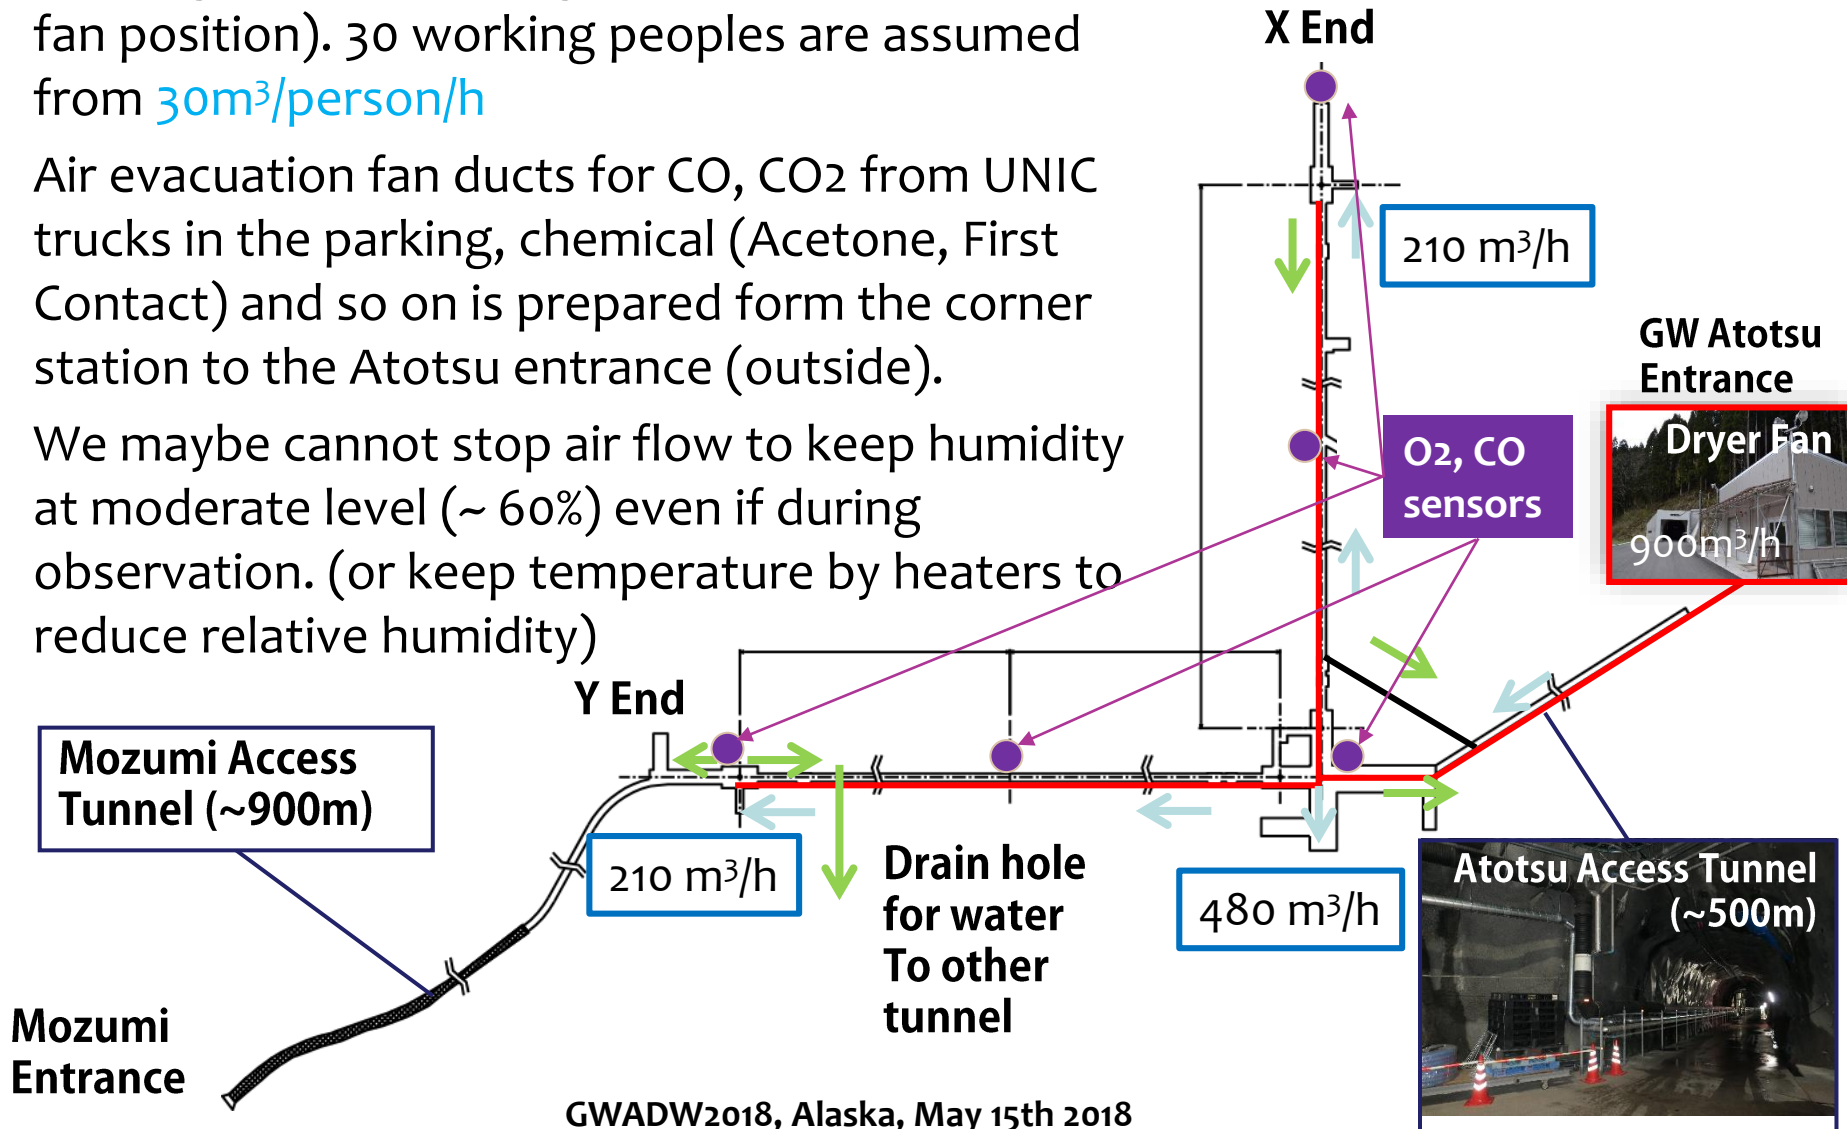 fan position). 30 working peoples are assumed
from 30m³/person/h
Air evacuation fan ducts for CO, CO2 from UNIC
trucks in the parking, chemical (Acetone, First
Contact) and so on is prepared form the corner
station to the Atotsu entrance (outside).
We maybe cannot stop air flow to keep humidity
at moderate level (~ 60%) even if during
observation. (or keep temperature by heaters to
reduce relative humidity)
X End
210 m³/h
GW Atotsu
Entrance
Dryer Fan
900m³/h
O2, CO
sensors
Y End
Mozumi Access
Tunnel (~900m)
210 m³/h
Drain hole
for water
To other
tunnel
480 m³/h
Atotsu Access Tunnel
(~500m)
Mozumi
Entrance
GWADW2018, Alaska, May 15th 2018